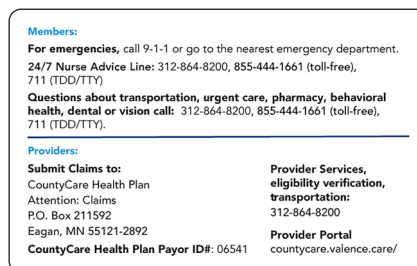 Members:
For emergencies, call 9-1-1 or go to the nearest emergency department.
24/7 Nurse Advice Line: 312-864-8200, 855-444-1661 (toll-free),
711 (TDD/TTY)
Questions about transportation, urgent care, pharmacy, behavioral
health, dental or vision call: 312-864-8200, 855-444-1661 (toll-free),
711 (TDD/TTY).
Providers:
Submit Claims to:
CountyCare Health Plan
Attention: Claims
P.O. Box 211592
Eagan, MN 55121-2892
CountyCare Health Plan Payor ID#: 06541
Provider Services,
eligibility verification,
transportation:
312-864-8200
Provider Portal
countycare.valence.care/